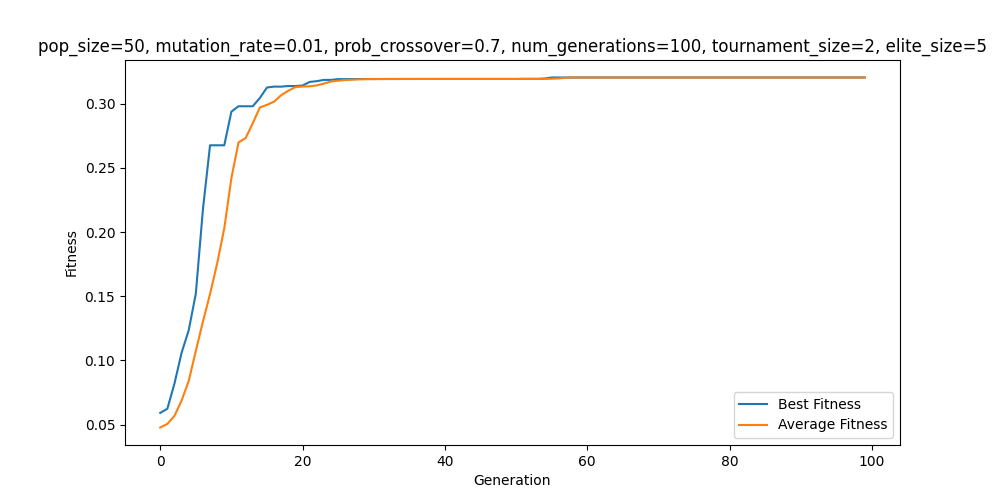 pop_size=50, mutation_rate=0.01, prob_crossover=0.7, num_generations=100, tournament_size=2, elite_size=5
Fitness
0.30
0.25
0.20
0.15
0.10
0.05
Best Fitness
Average Fitness
0 20 40 60 80 100
Generation